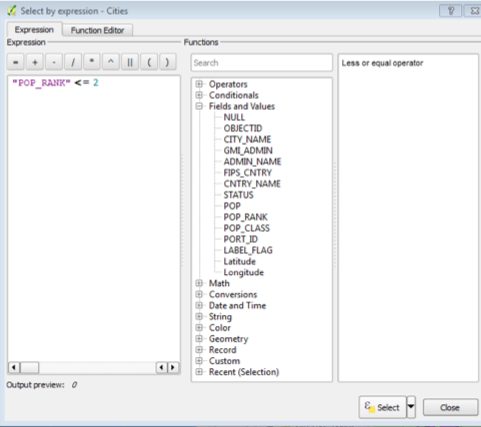 Select by expression - Cities
Expression
Function Editor
Expression
Functions
= + - / * ^ || ( )
Search
Less or equal operator
"POP_RANK" <= 2
Operators
Conditionals
Fields and Values
NULL
OBJECTID
CITY_NAME
GMI_ADMIN
ADMIN_NAME
FIPS_CNTRY
CNTRY_NAME
STATUS
POP
POP_RANK
POP_CLASS
PORT_ID
LABEL_FLAG
Latitude
Longitude
Math
Conversions
Date and Time
String
Color
Geometry
Record
Custom
Recent (Selection)
Output preview: 0
ε Select
Close